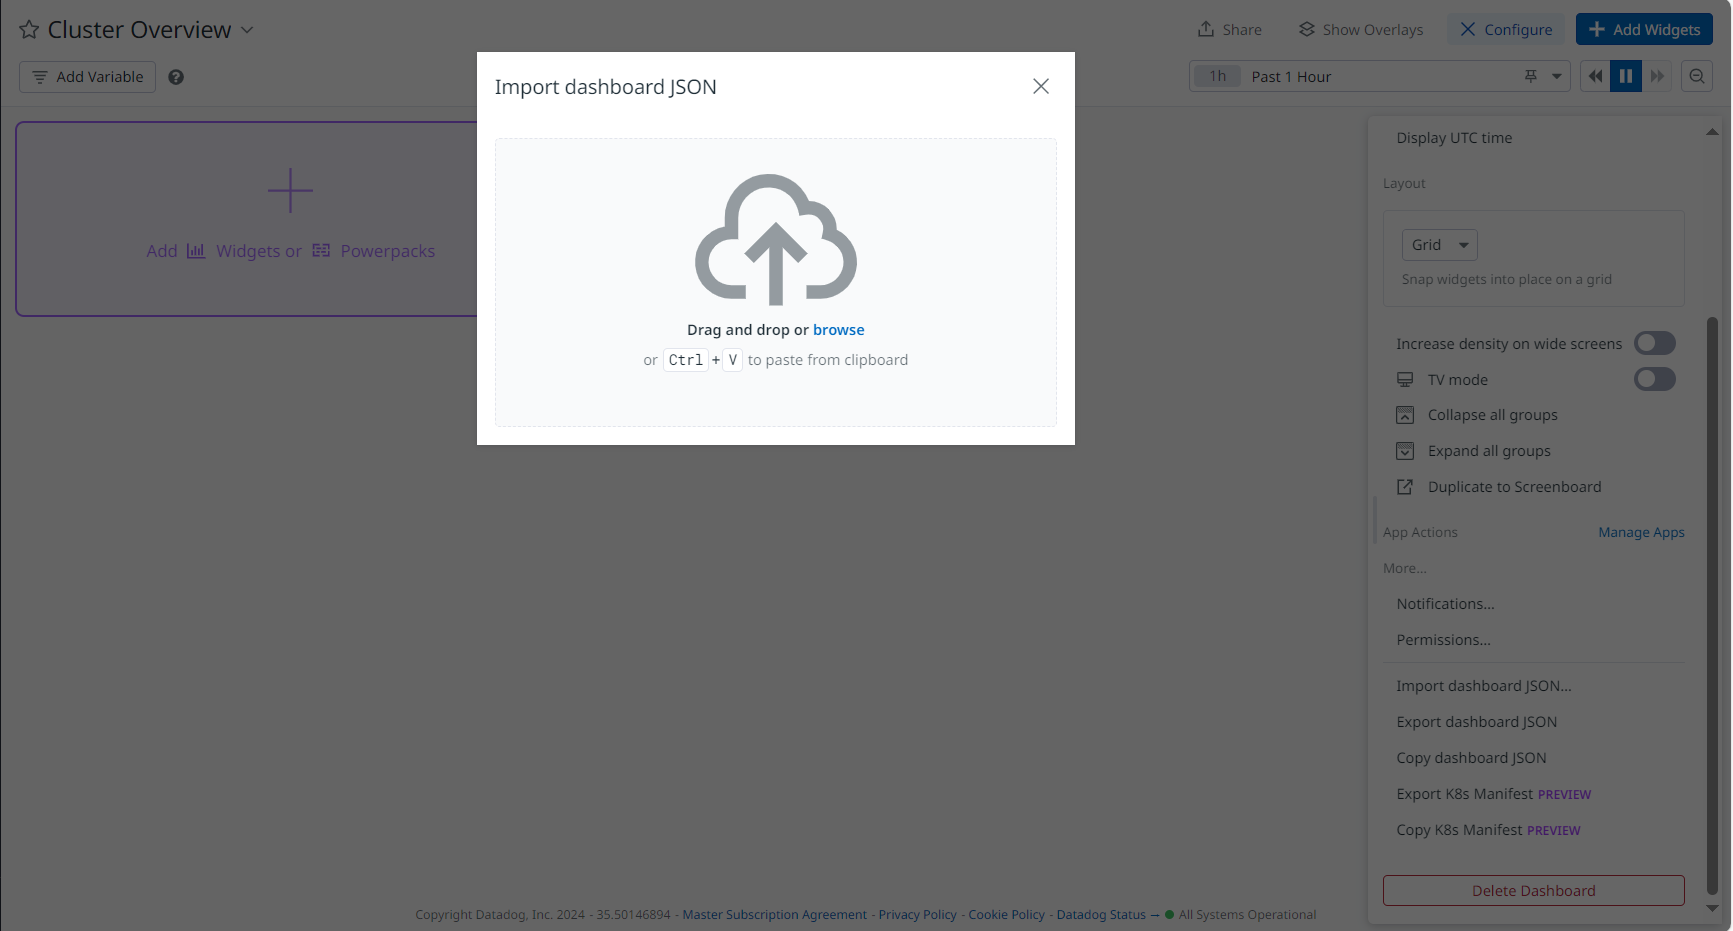 Cluster Overview
Share
Show Overlays
Configure
Add Widgets
Add Variable
1h Past 1 Hour
Import dashboard JSON
Drag and drop or browse
or Ctrl + V to paste from clipboard
Add Widgets or Powerpacks
Display UTC time
Layout
Grid
Snap widgets into place on a grid
Increase density on wide screens
TV mode
Collapse all groups
Expand all groups
Duplicate to Screenboard
App Actions Manage Apps
More...
Notifications...
Permissions...
Import dashboard JSON...
Export dashboard JSON
Copy dashboard JSON
Export K8s Manifest PREVIEW
Copy K8s Manifest PREVIEW
Delete Dashboard
Copyright Datadog, Inc. 2024 - 35.50146894 - Master Subscription Agreement - Privacy Policy - Cookie Policy - Datadog Status → All Systems Operational